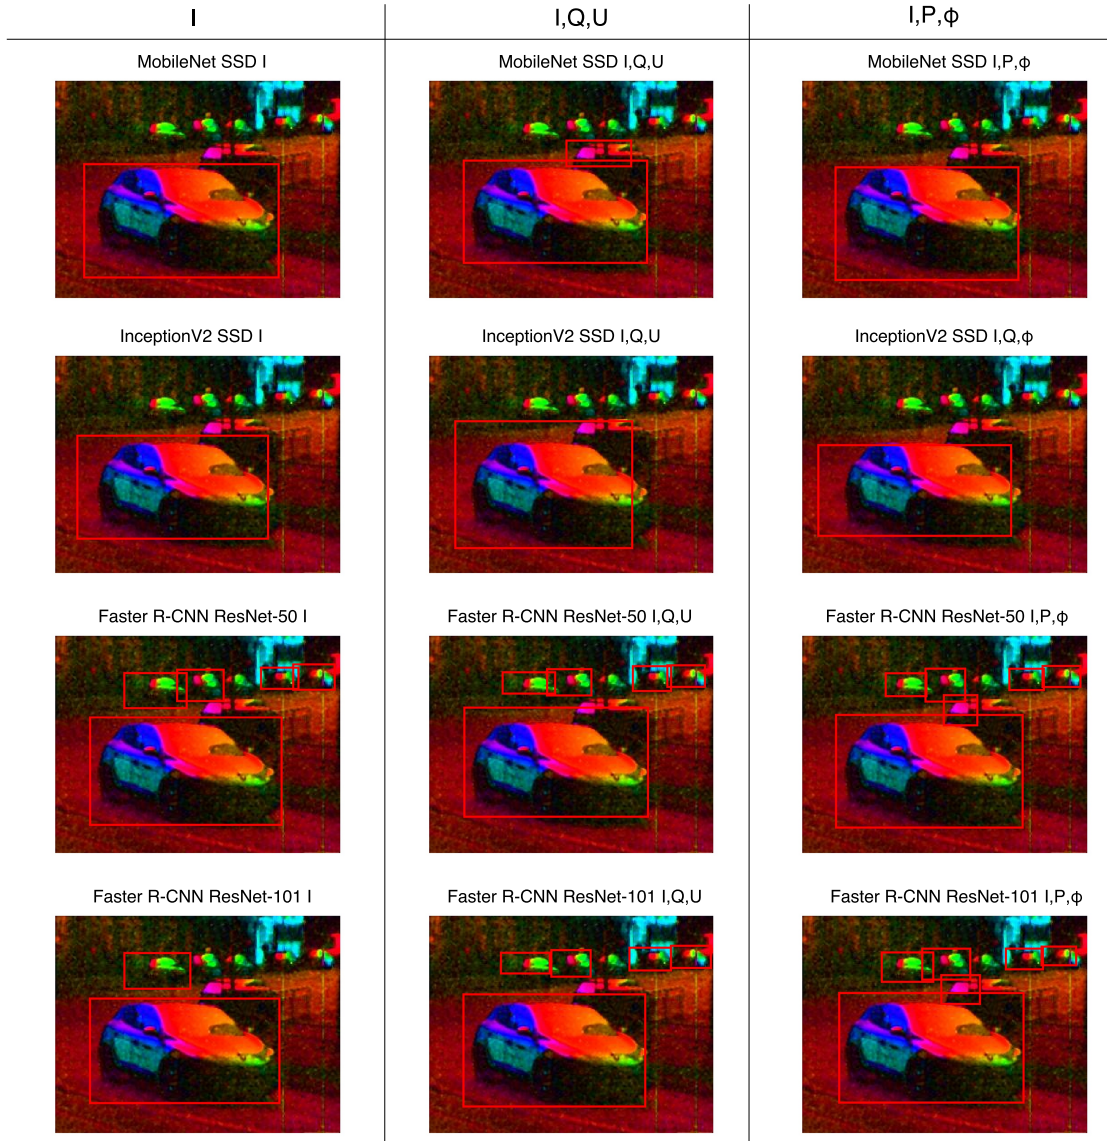 I I,Q,U I,P,ϕ
MobileNet SSD I MobileNet SSD I,Q,U MobileNet SSD I,P,ϕ
InceptionV2 SSD I InceptionV2 SSD I,Q,U InceptionV2 SSD I,Q,ϕ
Faster R-CNN ResNet-50 I Faster R-CNN ResNet-50 I,Q,U Faster R-CNN ResNet-50 I,P,ϕ
Faster R-CNN ResNet-101 I Faster R-CNN ResNet-101 I,Q,U Faster R-CNN ResNet-101 I,P,ϕ